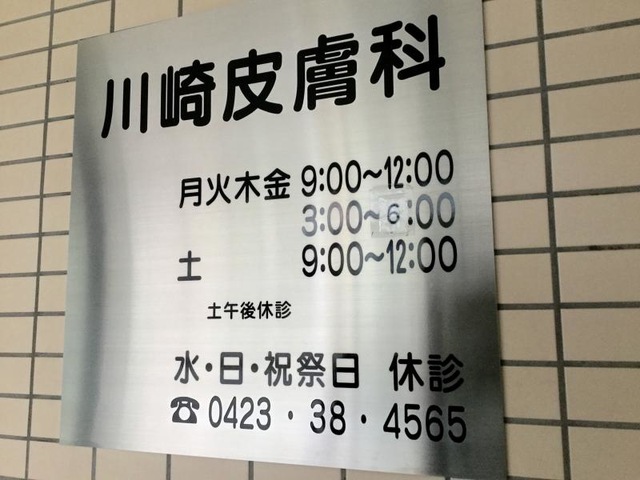 川崎皮膚科
月火木金 9:00〜12:00
3:00〜6:00
土 9:00〜12:00
土午後休診
水・日・祝祭日 休診
☎ 0423・38・4565